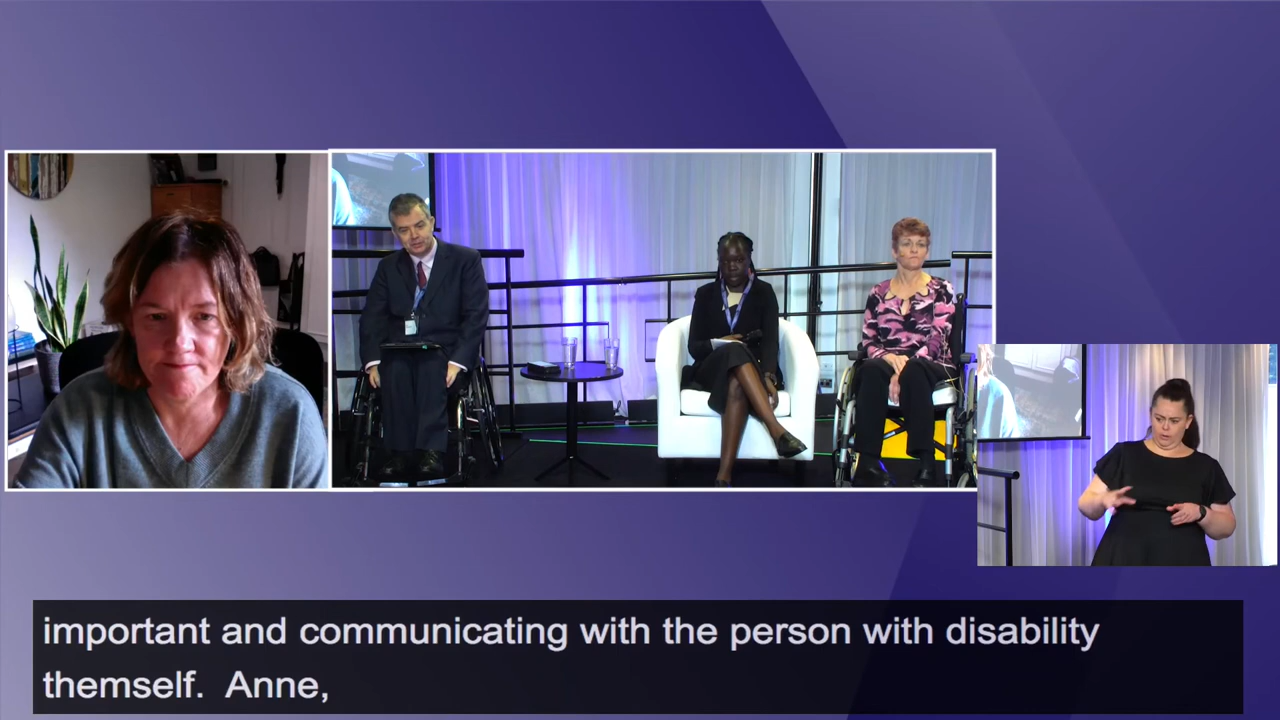 important and communicating with the person with disability
themself.  Anne,